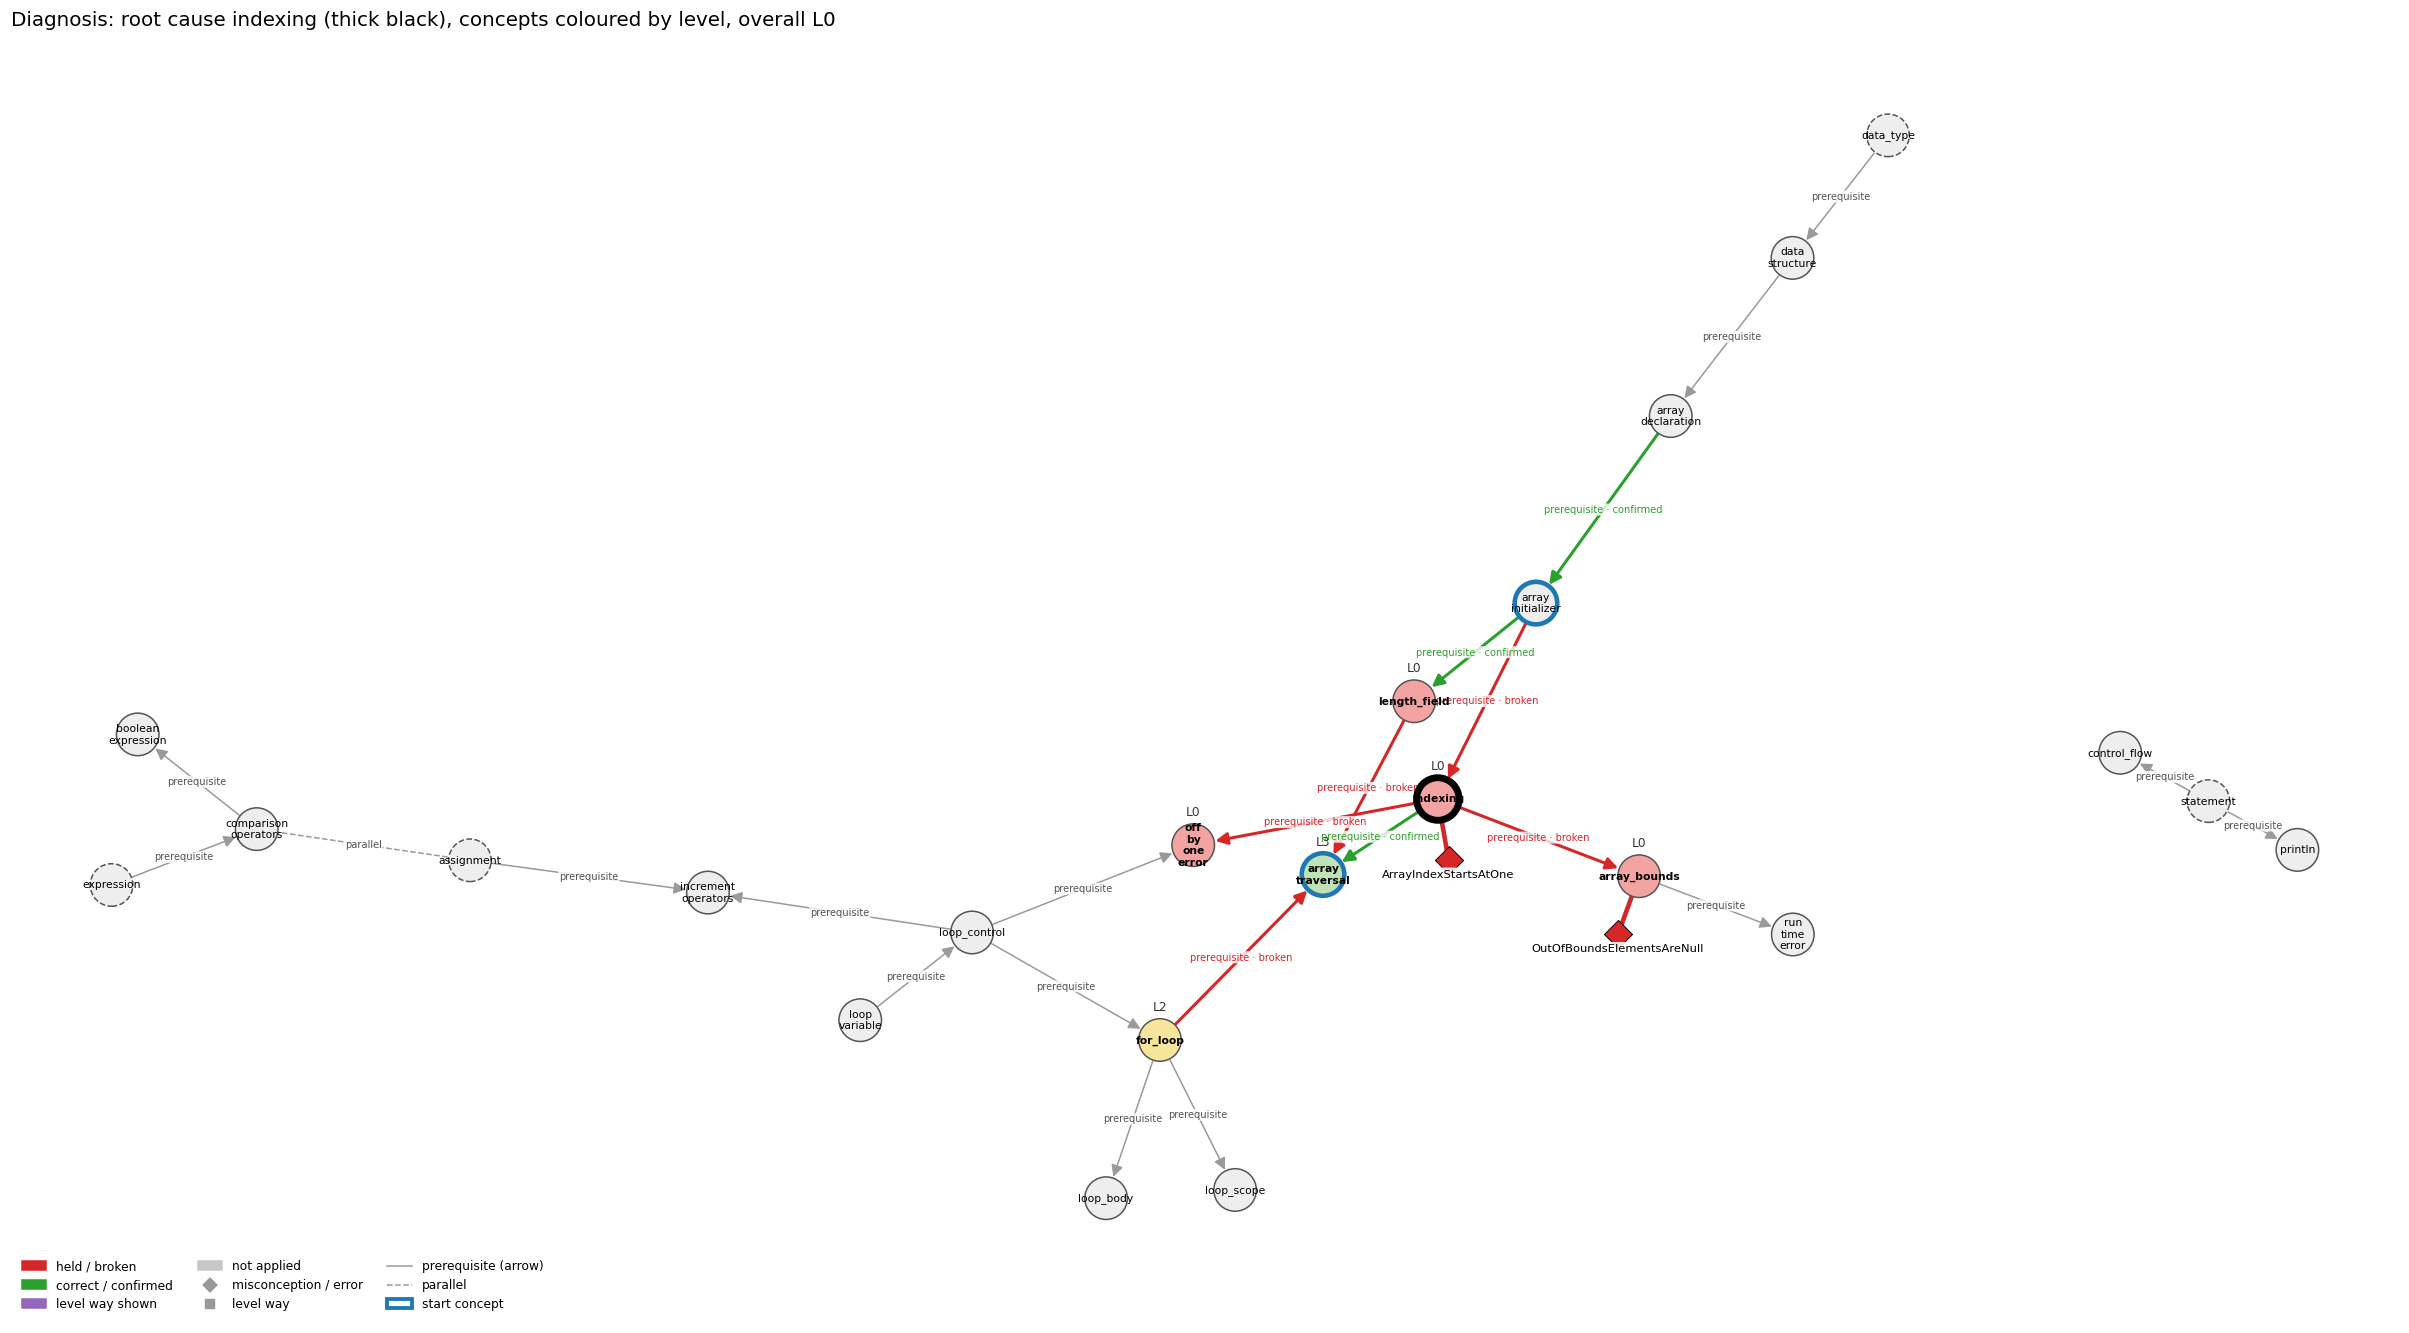 Diagnosis: root cause indexing (thick black), concepts coloured by level, overall L0
data_type
prerequisite
data
structure
prerequisite
array
declaration
prerequisite · confirmed
array
initializer
prerequisite · confirmed
L0
length_field
prerequisite · broken
boolean
expression
control_flow
L0
prerequisite
prerequisite
prerequisite · broken
indexing
statement
L0
prerequisite · broken
prerequisite
comparison
operators
off
by
one
error
prerequisite · confirmed
prerequisite · broken
L3
L0
parallel
println
prerequisite
assignment
ArrayIndexStartsAtOne
array
traversal
array_bounds
expression
prerequisite
increment
operators
prerequisite
prerequisite
prerequisite
loop_control
run
time
error
OutOfBoundsElementsAreNull
prerequisite · broken
prerequisite
prerequisite
L2
loop
variable
for_loop
prerequisite
prerequisite
loop_body
loop_scope
held / broken
not applied
prerequisite (arrow)
correct / confirmed
misconception / error
parallel
level way shown
level way
start concept